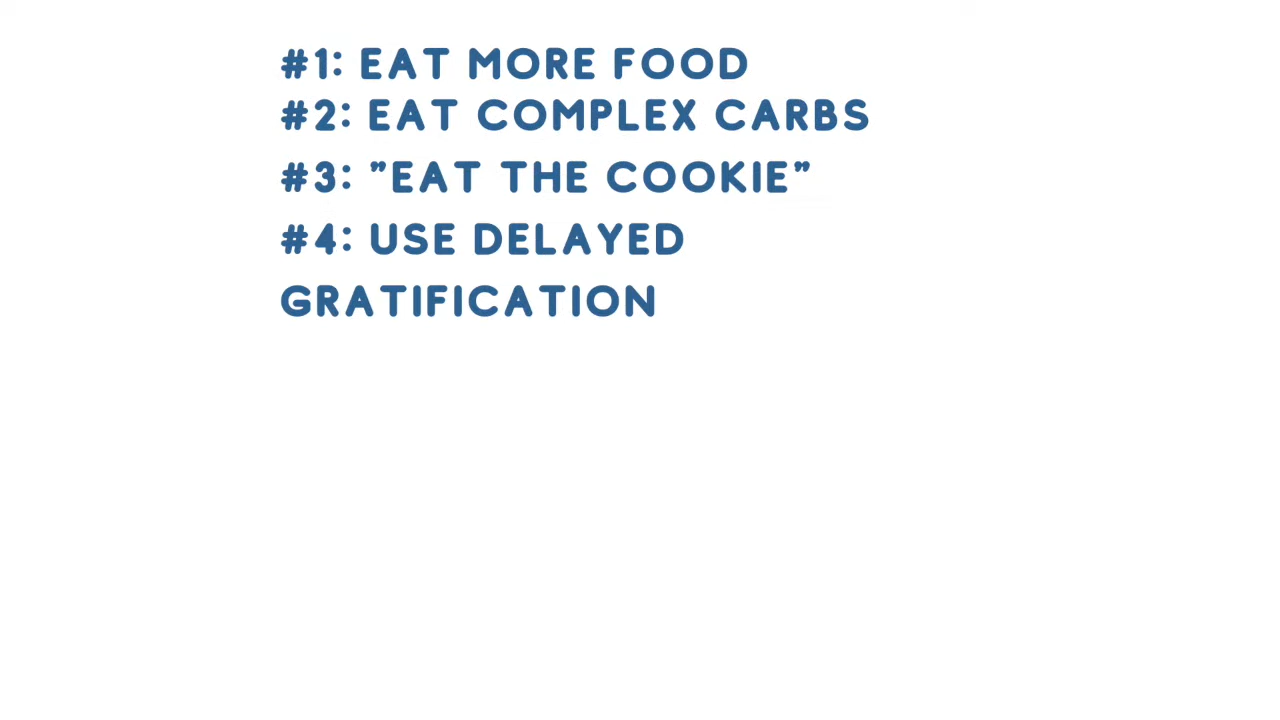 #1: EAT MORE FOOD
#2: EAT COMPLEX CARBS
#3: "EAT THE COOKIE"
#4: USE DELAYED
GRATIFICATION